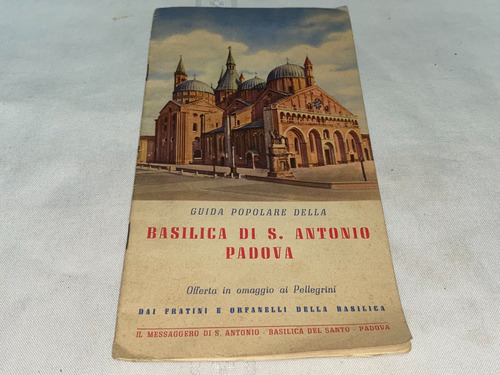 GUIDA POPOLARE DELLA
BASILICA DI S. ANTONIO
PADOVA
Offerta in omaggio ai Pellegrini
DAI FRATINI E ORFANELLI DELLA BASILICA
IL MESSAGGERO DI S. ANTONIO - BASILICA DEL SANTO - PADOVA